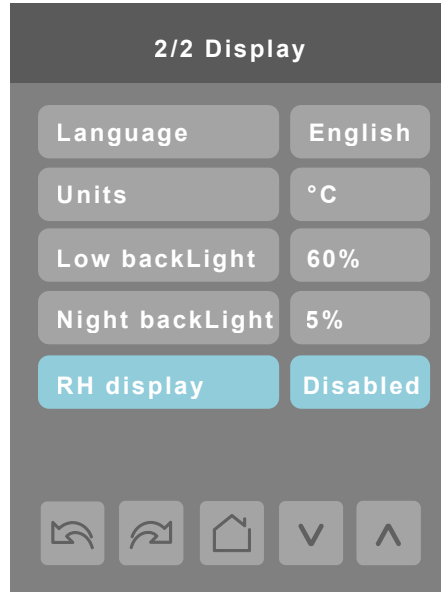 2/2 Display
Language English
Units °C
Low backLight 60%
Night backLight 5%
RH display Disabled